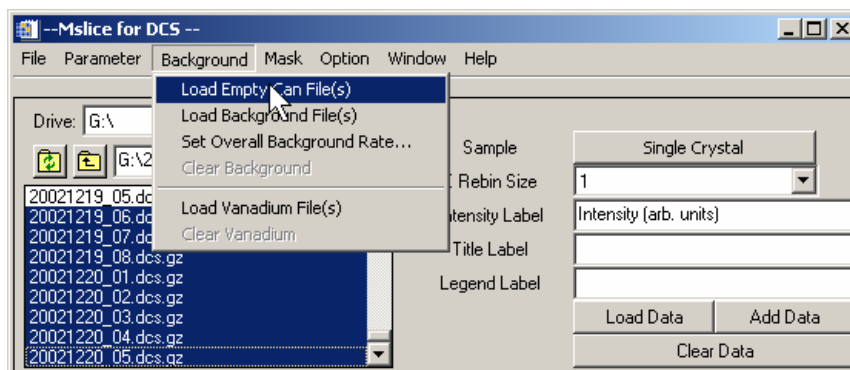 --Mslice for DCS --
File Parameter Background Mask Option Window Help
Load Empty Can File(s)
Load Background File(s)
Set Overall Background Rate...
Clear Background
Load Vanadium File(s)
Clear Vanadium
Drive: G:\
G:\2
20021219_05.dc
20021219_06.dc
20021219_07.dc
20021219_08.dcs.gz
20021220_01.dcs.gz
20021220_02.dcs.gz
20021220_03.dcs.gz
20021220_04.dcs.gz
20021220_05.dcs.gz
Sample Single Crystal
Rebin Size 1
tensity Label Intensity (arb. units)
Title Label
Legend Label
Load Data Add Data
Clear Data